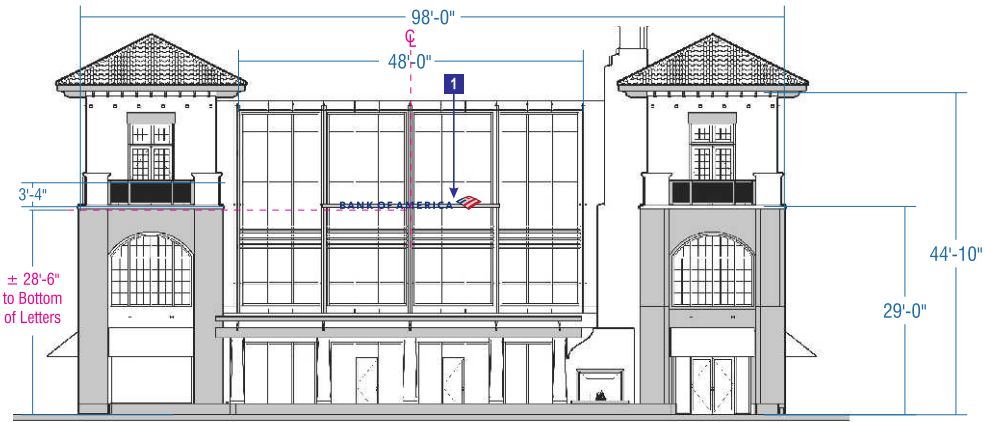 98'-0"
℄
48'-0"
1
3'-4"
BANK OF AMERICA
± 28'-6"
to Bottom
of Letters
44'-10"
29'-0"